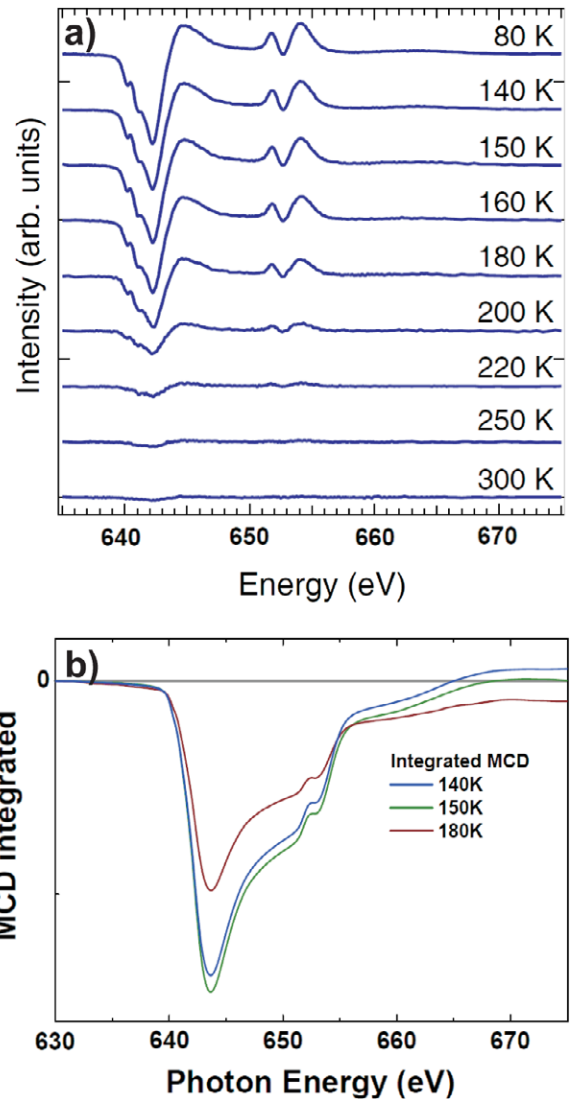 a)
80 K
140 K
150 K
160 K
180 K
200 K
220 K
250 K
300 K
Intensity (arb. units)
640 650 660 670
Energy (eV)
b)
0
Integrated MCD
140K
150K
180K
MCD Integrated
630 640 650 660 670
Photon Energy (eV)